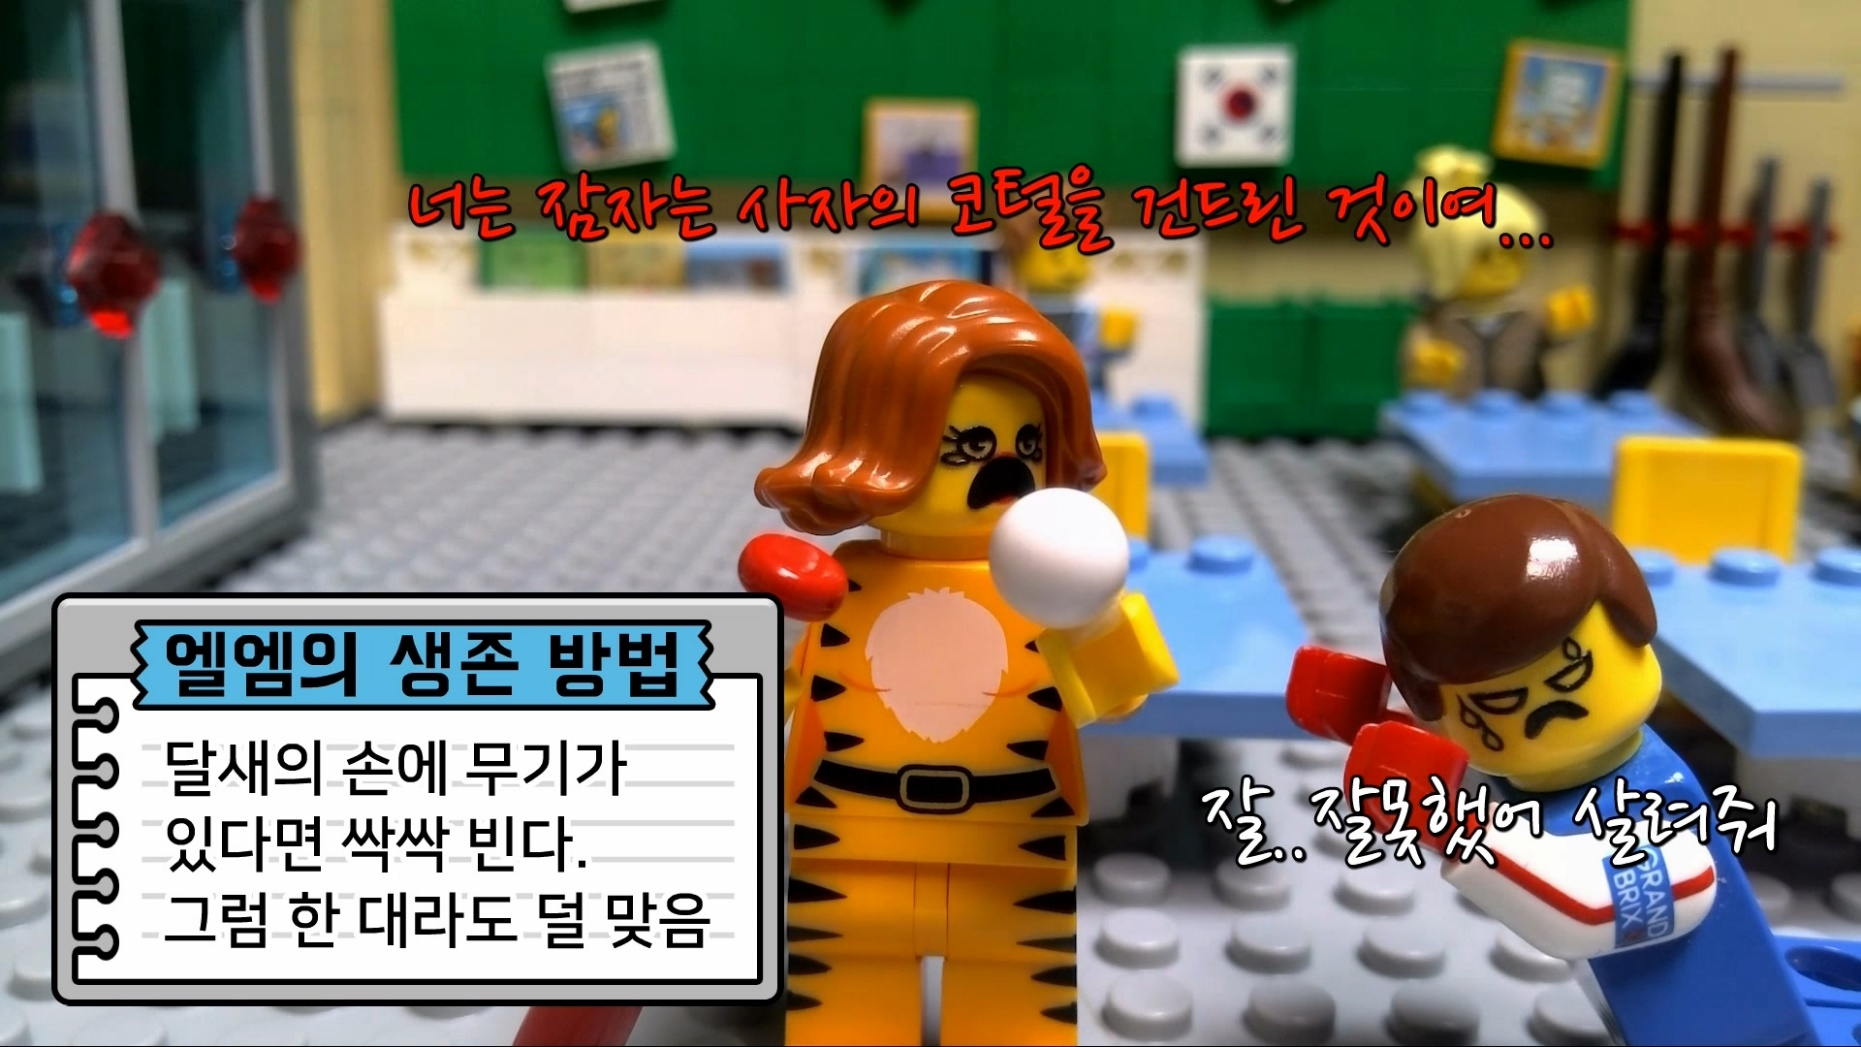 너는 잠자는 사자의 코털을 건드린 것이여...
엘엠의 생존 방법
달새의 손에 무기가
있다면 싹싹 빈다.
그럼 한 대라도 덜 맞음
잘.. 잘못했어 살려줘
GRAND
BRIX